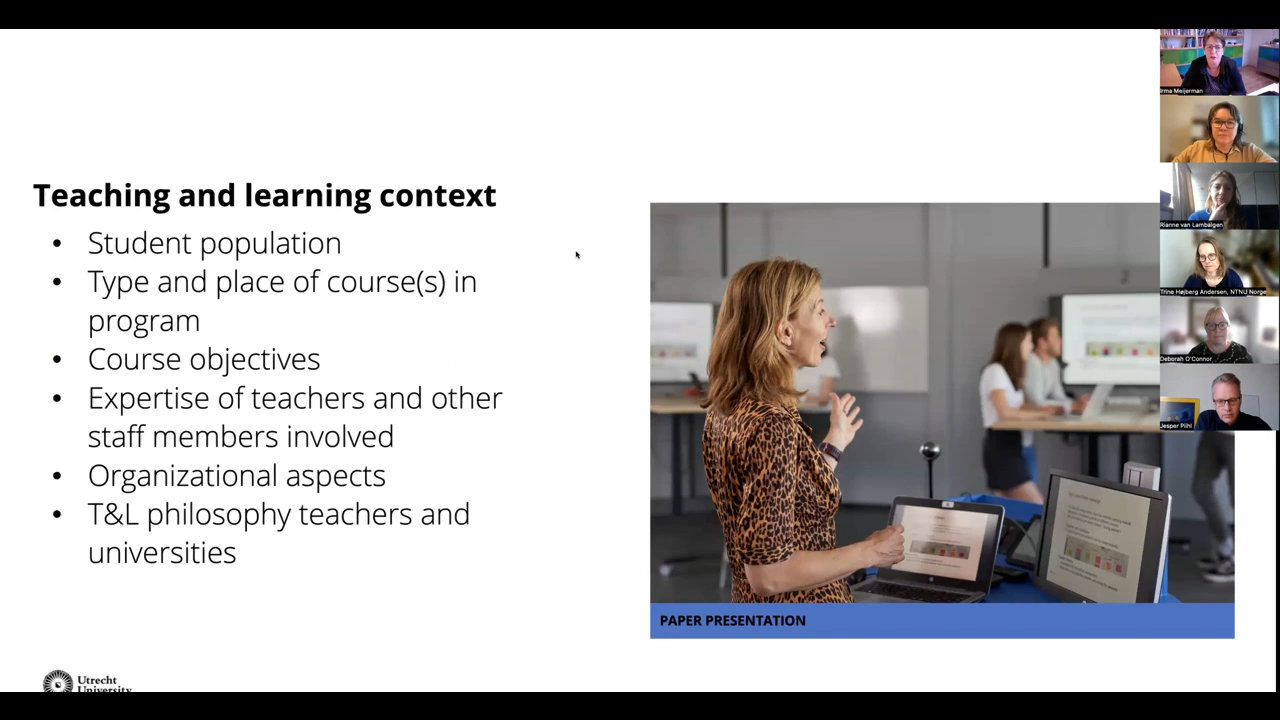 Teaching and learning context
• Student population
• Type and place of course(s) in
program
• Course objectives
• Expertise of teachers and other
staff members involved
• Organizational aspects
• T&L philosophy teachers and
universities
PAPER PRESENTATION
Utrecht
University
Irma Meijerman
Rianne van Lambalgen
Trine Højberg Andersen, NTNU Norge
Deborah O'Connor
Jesper Piihl